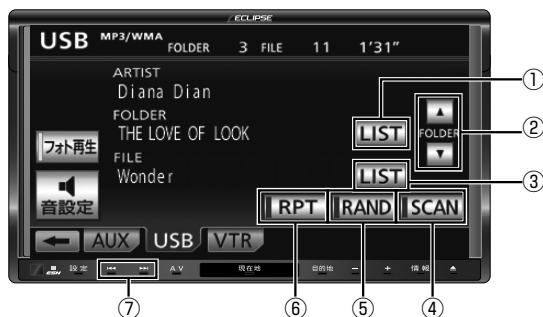 ECLIPSE
USB MP3/WMA FOLDER 3 FILE 11 1'31"
ARTIST
Diana Dian
①
FOLDER
THE LOVE OF LOOK
LIST
▲
FOLDER
▼
②
フォト再生
FILE
Wonder
LIST
③
音設定
RPT
RAND
SCAN
← AUX USB VTR
ESN 設定 ⏮ ⏭ A/V 現在地 目的地 − + 情報 ⏏
⑦ ⑥ ⑤ ④